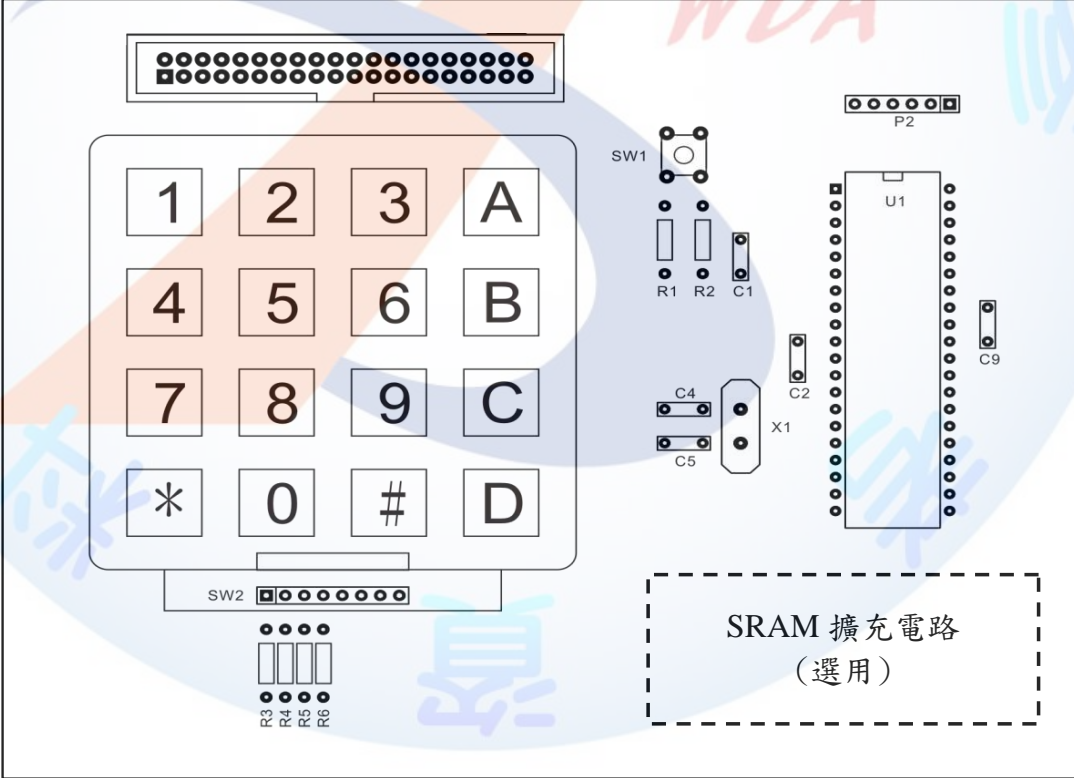 WDA
P2
SW1
U1
1 2 3 A
R1 R2 C1
4 5 6 B
C9
C2
7 8 9 C
C4
X1
C5
* 0 # D
SW2
SRAM 擴充電路
（選用）
R3 R4 R5 R6